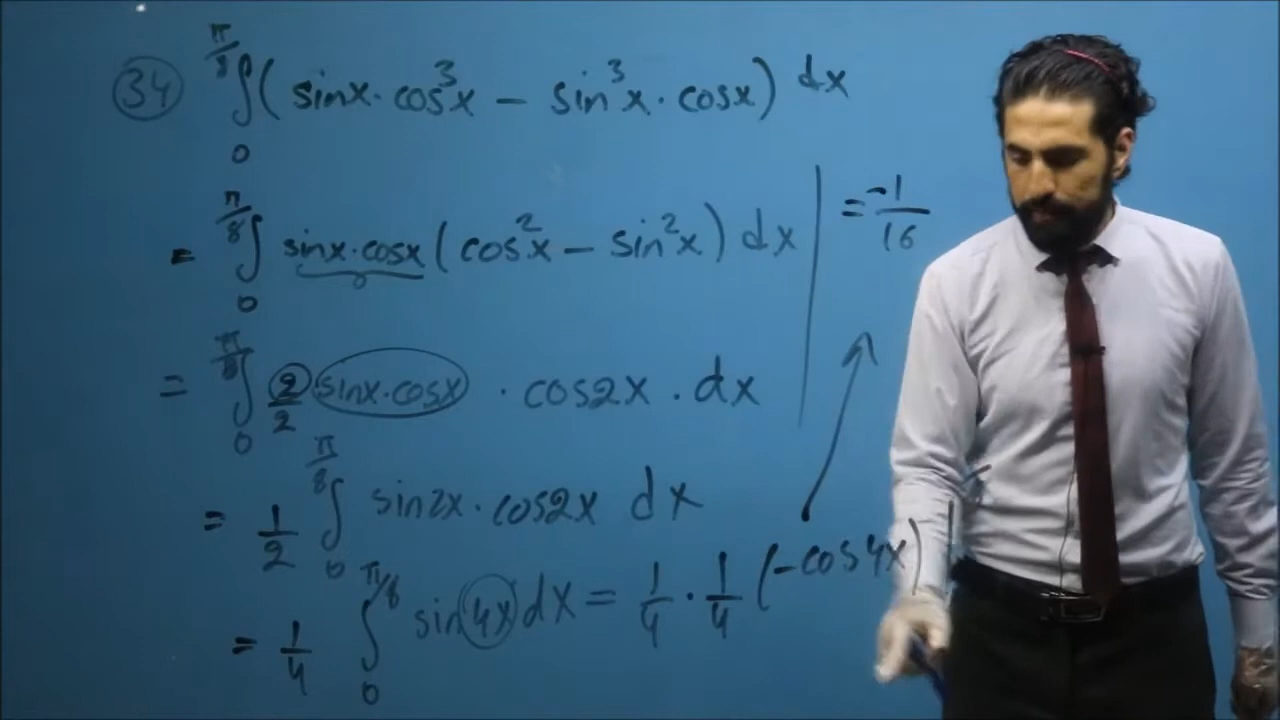 34 π/8 ∫ 0 (sinx·cos³x − sin³x·cosx) dx
= π/8 ∫ 0 sinx·cosx (cos²x − sin²x) dx
= π/8 ∫ 0 2/2 sinx·cosx · cos2x · dx
= 1/2 π/8 ∫ 0 sin2x·cos2x dx
= 1/4 π/8 ∫ 0 sin4x dx = 1/4 · 1/4 (−cos4x) |
= −1/16